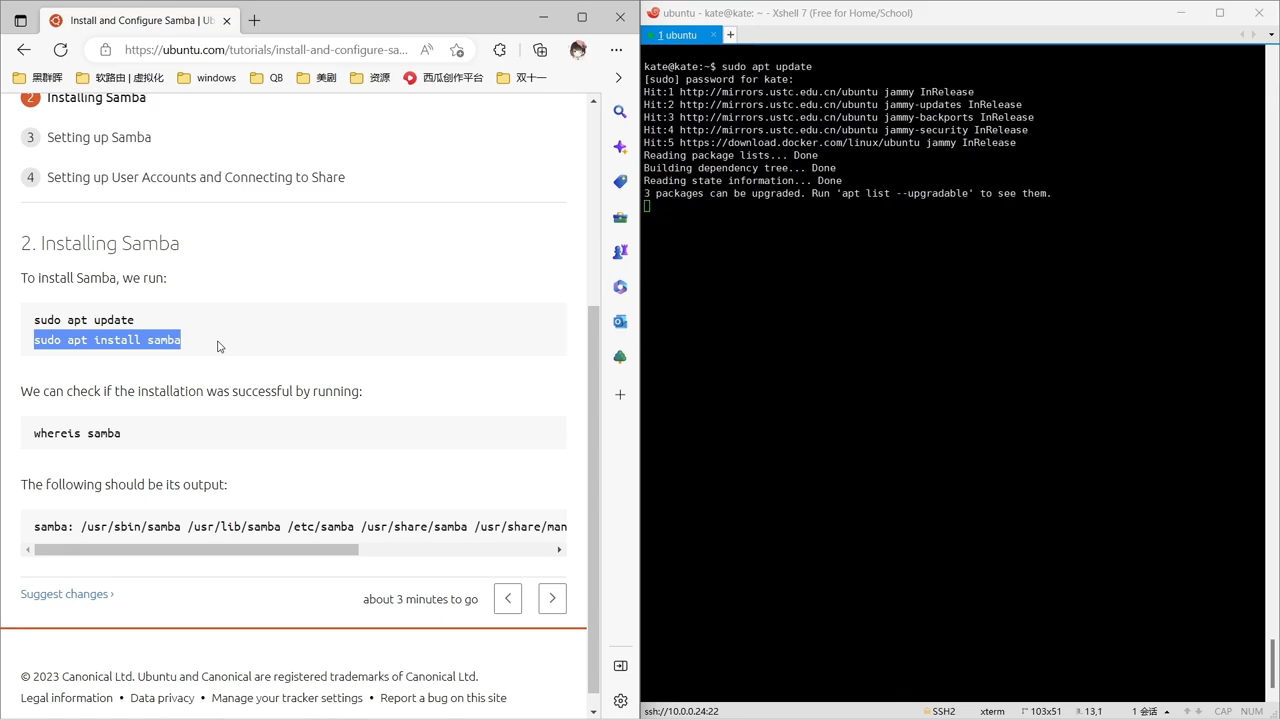 Install and Configure Samba | Ub
https://ubuntu.com/tutorials/install-and-configure-sa...
黑群晖
软路由 | 虚拟化
windows
QB
美剧
资源
西瓜创作平台
双十一
2 Installing Samba
3 Setting up Samba
4 Setting up User Accounts and Connecting to Share
2. Installing Samba
To install Samba, we run:
sudo apt update
sudo apt install samba
We can check if the installation was successful by running:
whereis samba
The following should be its output:
samba: /usr/sbin/samba /usr/lib/samba /etc/samba /usr/share/samba /usr/share/man
Suggest changes ›
about 3 minutes to go
© 2023 Canonical Ltd. Ubuntu and Canonical are registered trademarks of Canonical Ltd.
Legal information • Data privacy • Manage your tracker settings • Report a bug on this site
ubuntu - kate@kate: ~ - Xshell 7 (Free for Home/School)
1 ubuntu
kate@kate:~$ sudo apt update
[sudo] password for kate:
Hit:1 http://mirrors.ustc.edu.cn/ubuntu jammy InRelease
Hit:2 http://mirrors.ustc.edu.cn/ubuntu jammy-updates InRelease
Hit:3 http://mirrors.ustc.edu.cn/ubuntu jammy-backports InRelease
Hit:4 http://mirrors.ustc.edu.cn/ubuntu jammy-security InRelease
Hit:5 https://download.docker.com/linux/ubuntu jammy InRelease
Reading package lists... Done
Building dependency tree... Done
Reading state information... Done
3 packages can be upgraded. Run 'apt list --upgradable' to see them.
ssh://10.0.0.24:22
SSH2
xterm
103x51
13,1
1 会话
CAP
NUM